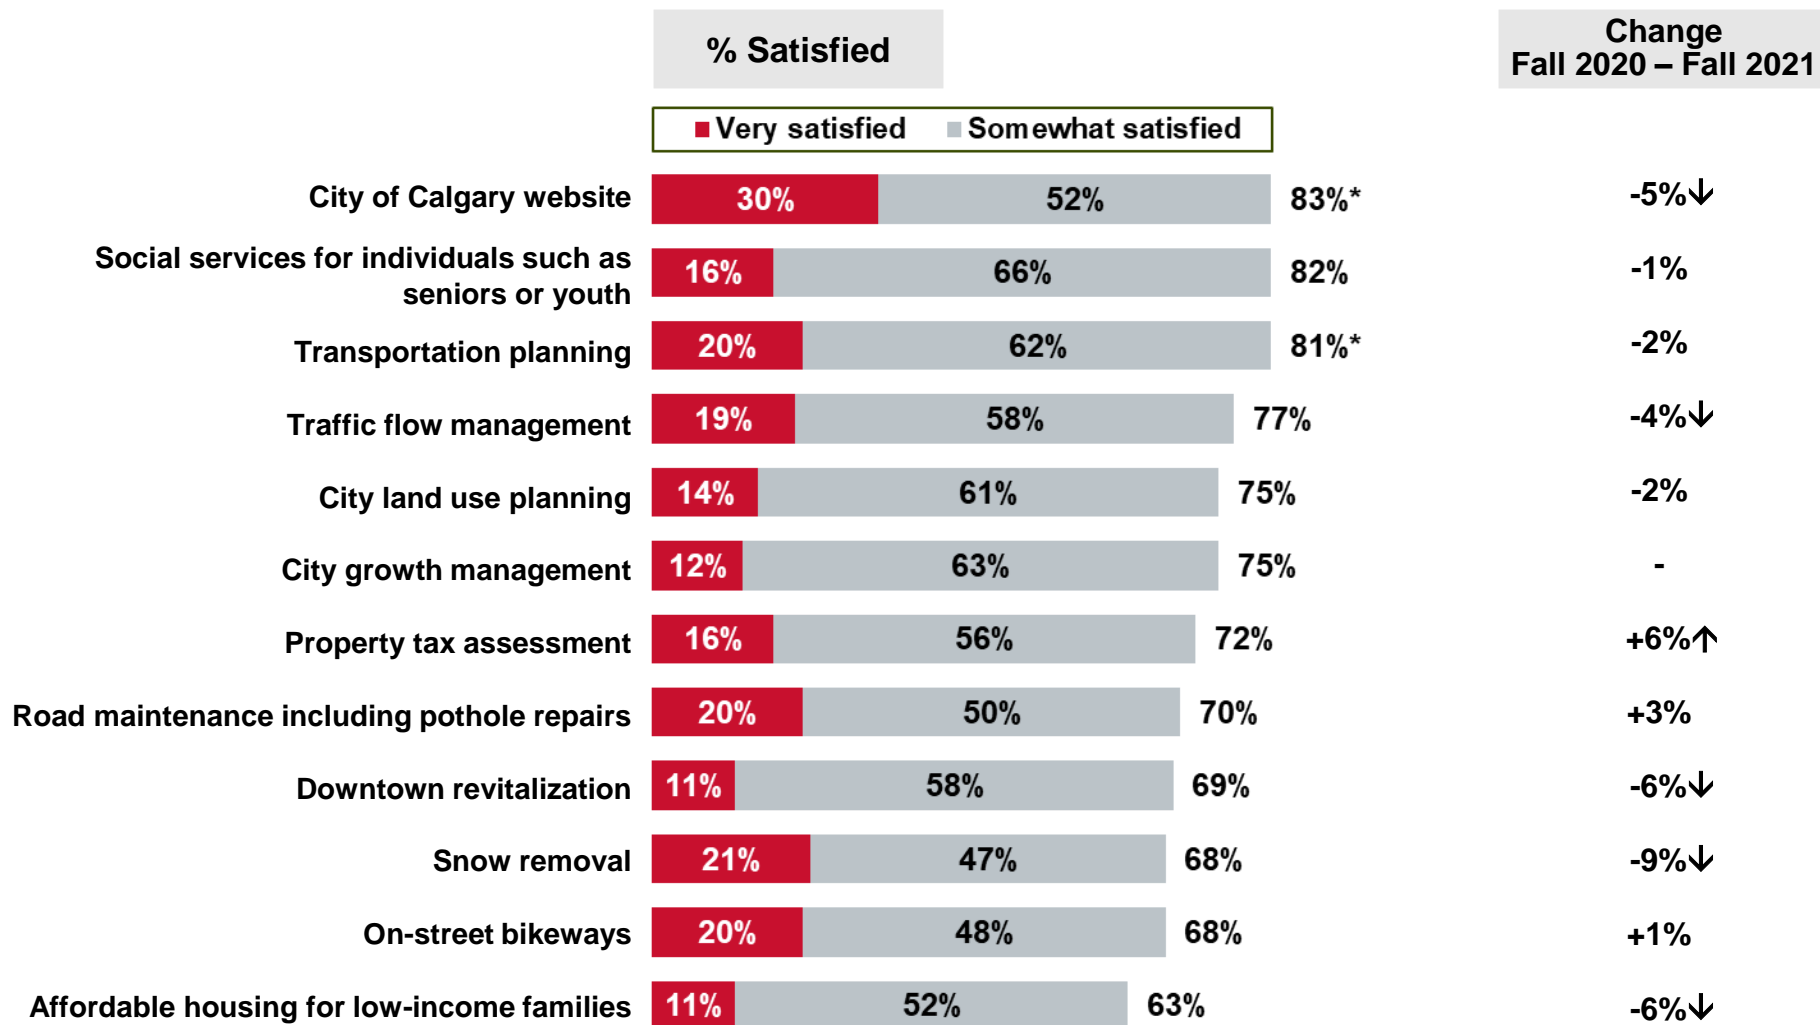 % Satisfied
Change
Fall 2020 – Fall 2021
Very satisfied Somewhat satisfied
City of Calgary website 30% 52% 83%* -5%↓
Social services for individuals such as
seniors or youth 16% 66% 82% -1%
Transportation planning 20% 62% 81%* -2%
Traffic flow management 19% 58% 77% -4%↓
City land use planning 14% 61% 75% -2%
City growth management 12% 63% 75% -
Property tax assessment 16% 56% 72% +6%↑
Road maintenance including pothole repairs 20% 50% 70% +3%
Downtown revitalization 11% 58% 69% -6%↓
Snow removal 21% 47% 68% -9%↓
On-street bikeways 20% 48% 68% +1%
Affordable housing for low-income families 11% 52% 63% -6%↓